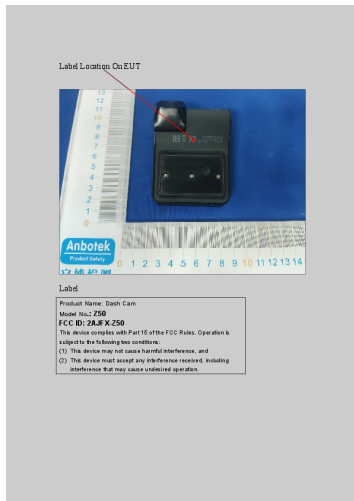 Label Location On EUT
13
12
11
10
9
8
7
6
5
4
3
2
1
0
Anbotek
Product Safety
0 1 2 3 4 5 6 7 8 9 10 11 12 13 14
Label
Product Name: Dash Cam
Model No.: Z50
FCC ID: 2AJFX-Z50
This device complies with Part 15 of the FCC Rules. Operation is
subject to the following two conditions:
(1) This device may not cause harmful interference, and
(2) This device must accept any interference received, including
interference that may cause undesired operation.